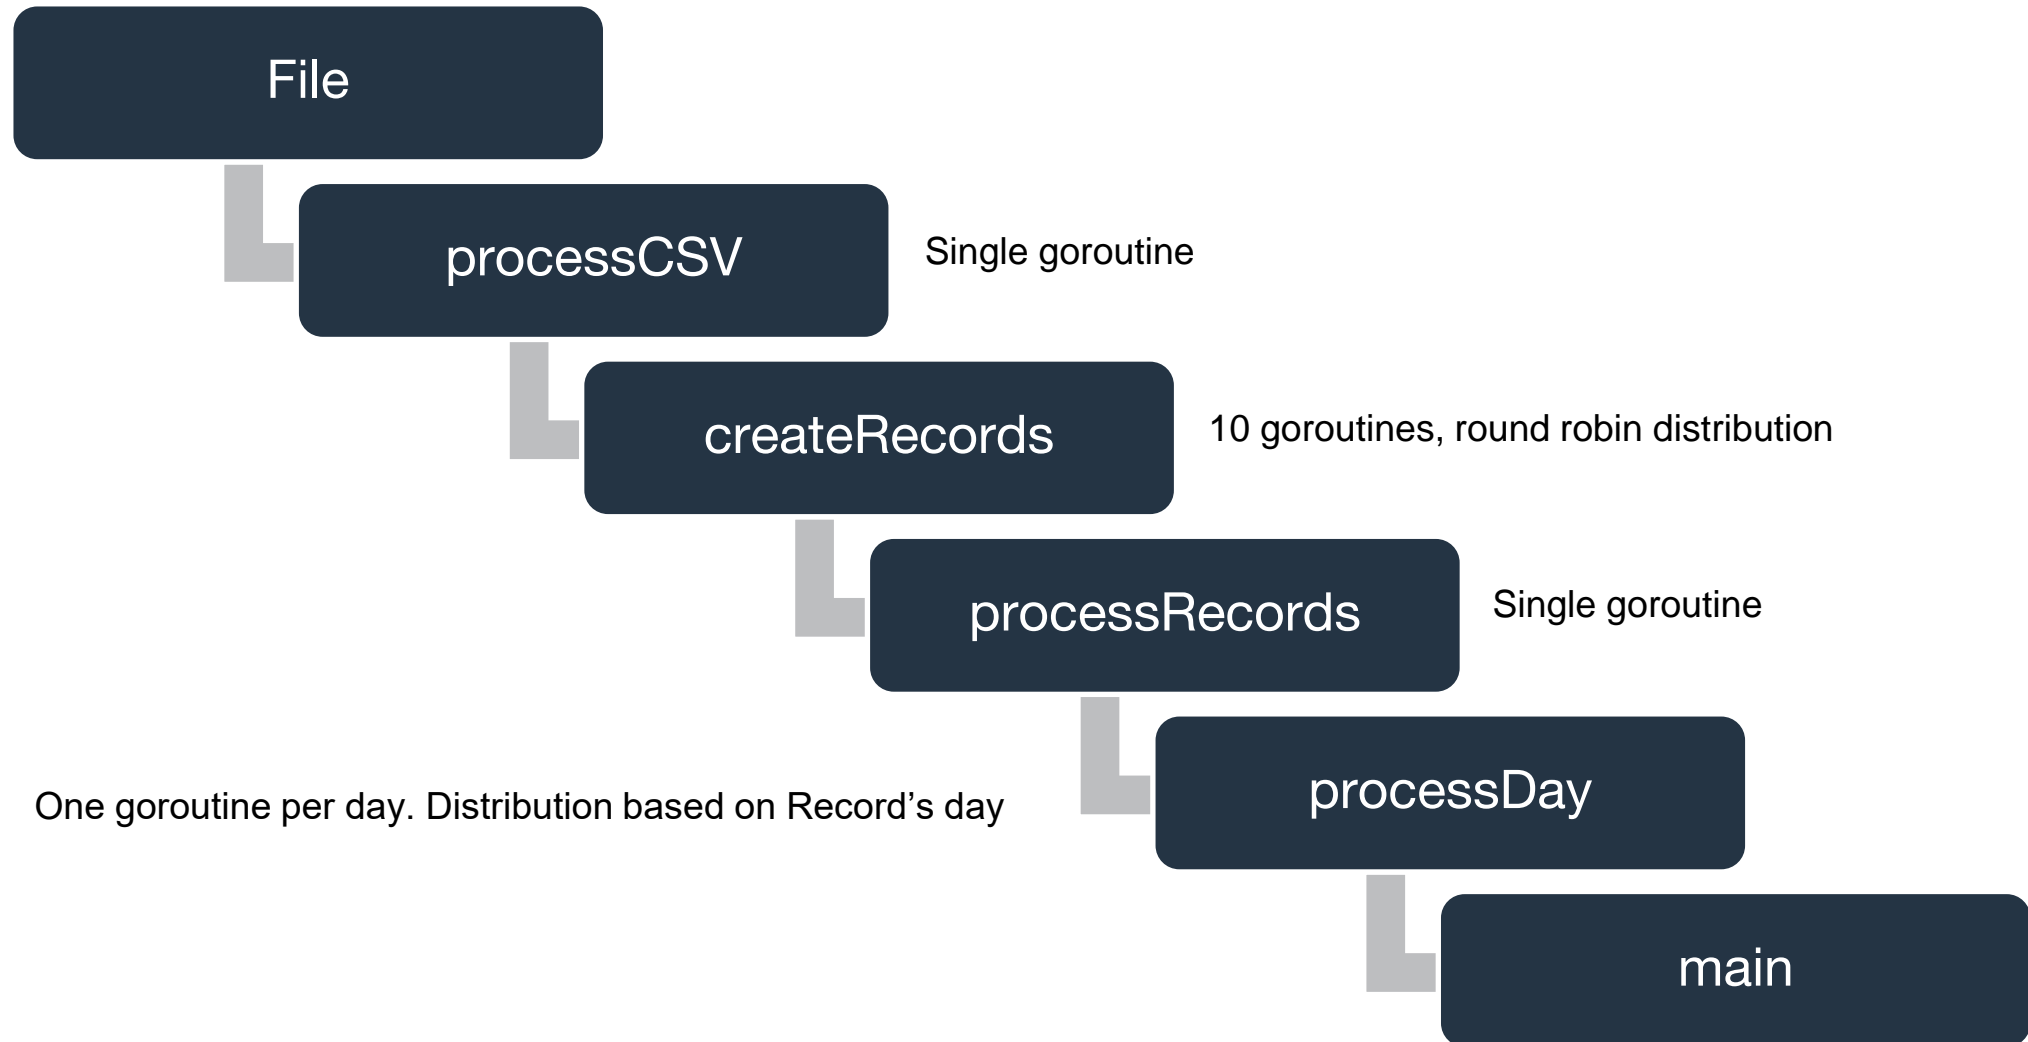 File
processCSV
Single goroutine
createRecords
10 goroutines, round robin distribution
processRecords
Single goroutine
processDay
One goroutine per day. Distribution based on Record’s day
main